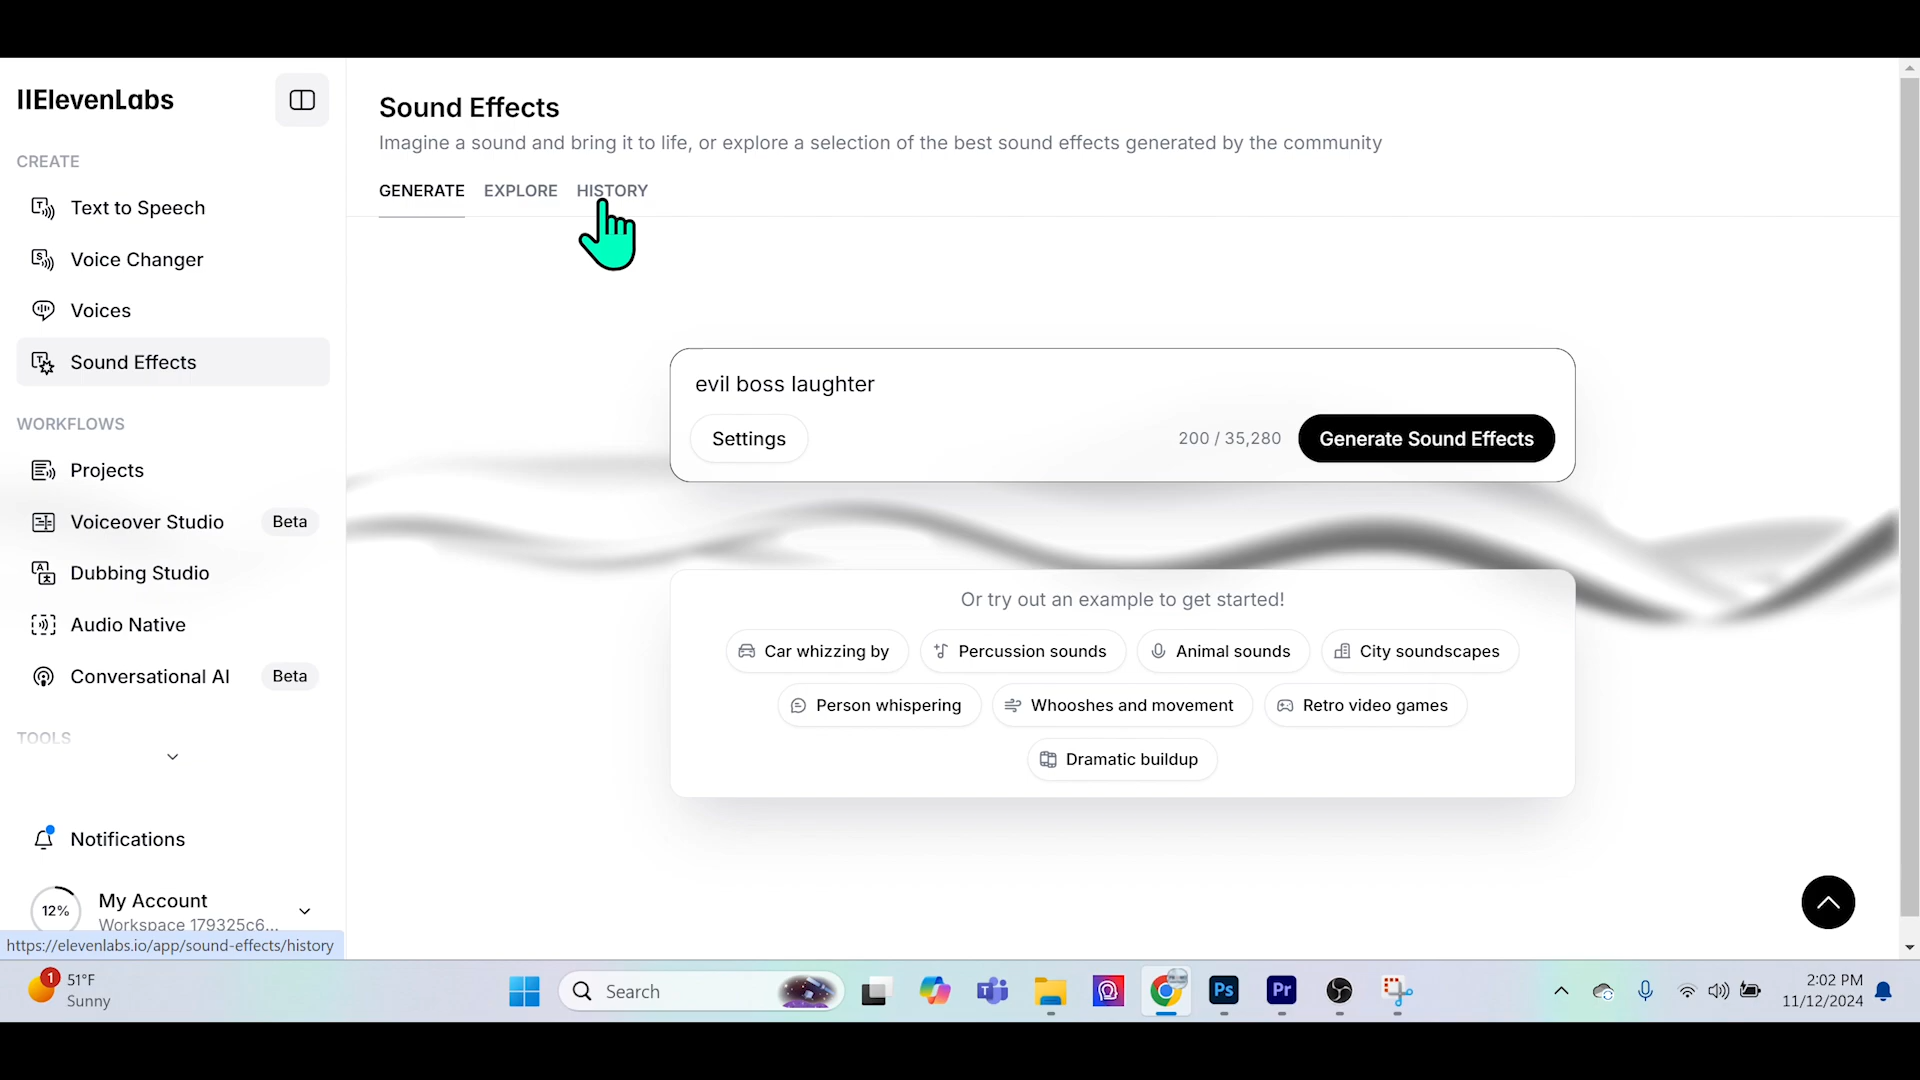 IIElevenLabs
CREATE
Text to Speech
Voice Changer
Voices
Sound Effects
WORKFLOWS
Projects
Voiceover Studio Beta
Dubbing Studio
Audio Native
Conversational AI Beta
TOOLS
Notifications
12%
My Account
Workspace 179325c6...
https://elevenlabs.io/app/sound-effects/history
Sound Effects
Imagine a sound and bring it to life, or explore a selection of the best sound effects generated by the community
GENERATE EXPLORE HISTORY
evil boss laughter
Settings 200 / 35,280 Generate Sound Effects
Or try out an example to get started!
Car whizzing by Percussion sounds Animal sounds City soundscapes
Person whispering Whooshes and movement Retro video games
Dramatic buildup
1
51°F
Sunny
Search
Ps
Pr
2:02 PM
11/12/2024